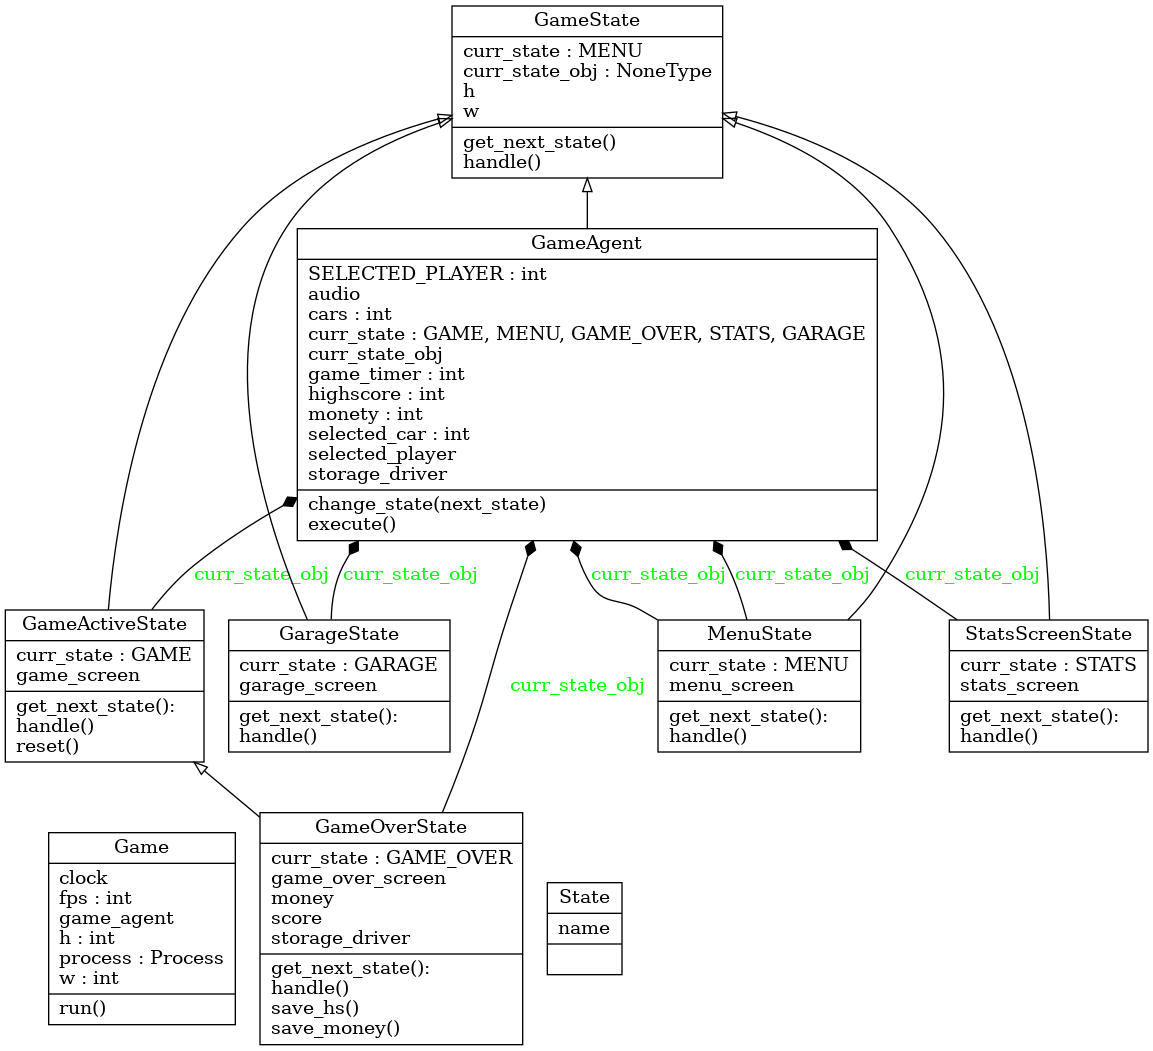 GameState
curr_state : MENU
curr_state_obj : NoneType
h
w
get_next_state()
handle()
GameAgent
SELECTED_PLAYER : int
audio
cars : int
curr_state : GAME, MENU, GAME_OVER, STATS, GARAGE
curr_state_obj
game_timer : int
highscore : int
monety : int
selected_car : int
selected_player
storage_driver
change_state(next_state)
execute()
curr_state_obj
curr_state_obj
curr_state_obj
curr_state_obj
curr_state_obj
curr_state_obj
GameActiveState
curr_state : GAME
game_screen
get_next_state():
handle()
reset()
GarageState
curr_state : GARAGE
garage_screen
get_next_state():
handle()
MenuState
curr_state : MENU
menu_screen
get_next_state():
handle()
StatsScreenState
curr_state : STATS
stats_screen
get_next_state():
handle()
Game
clock
fps : int
game_agent
h : int
process : Process
w : int
run()
GameOverState
curr_state : GAME_OVER
game_over_screen
money
score
storage_driver
get_next_state():
handle()
save_hs()
save_money()
State
name